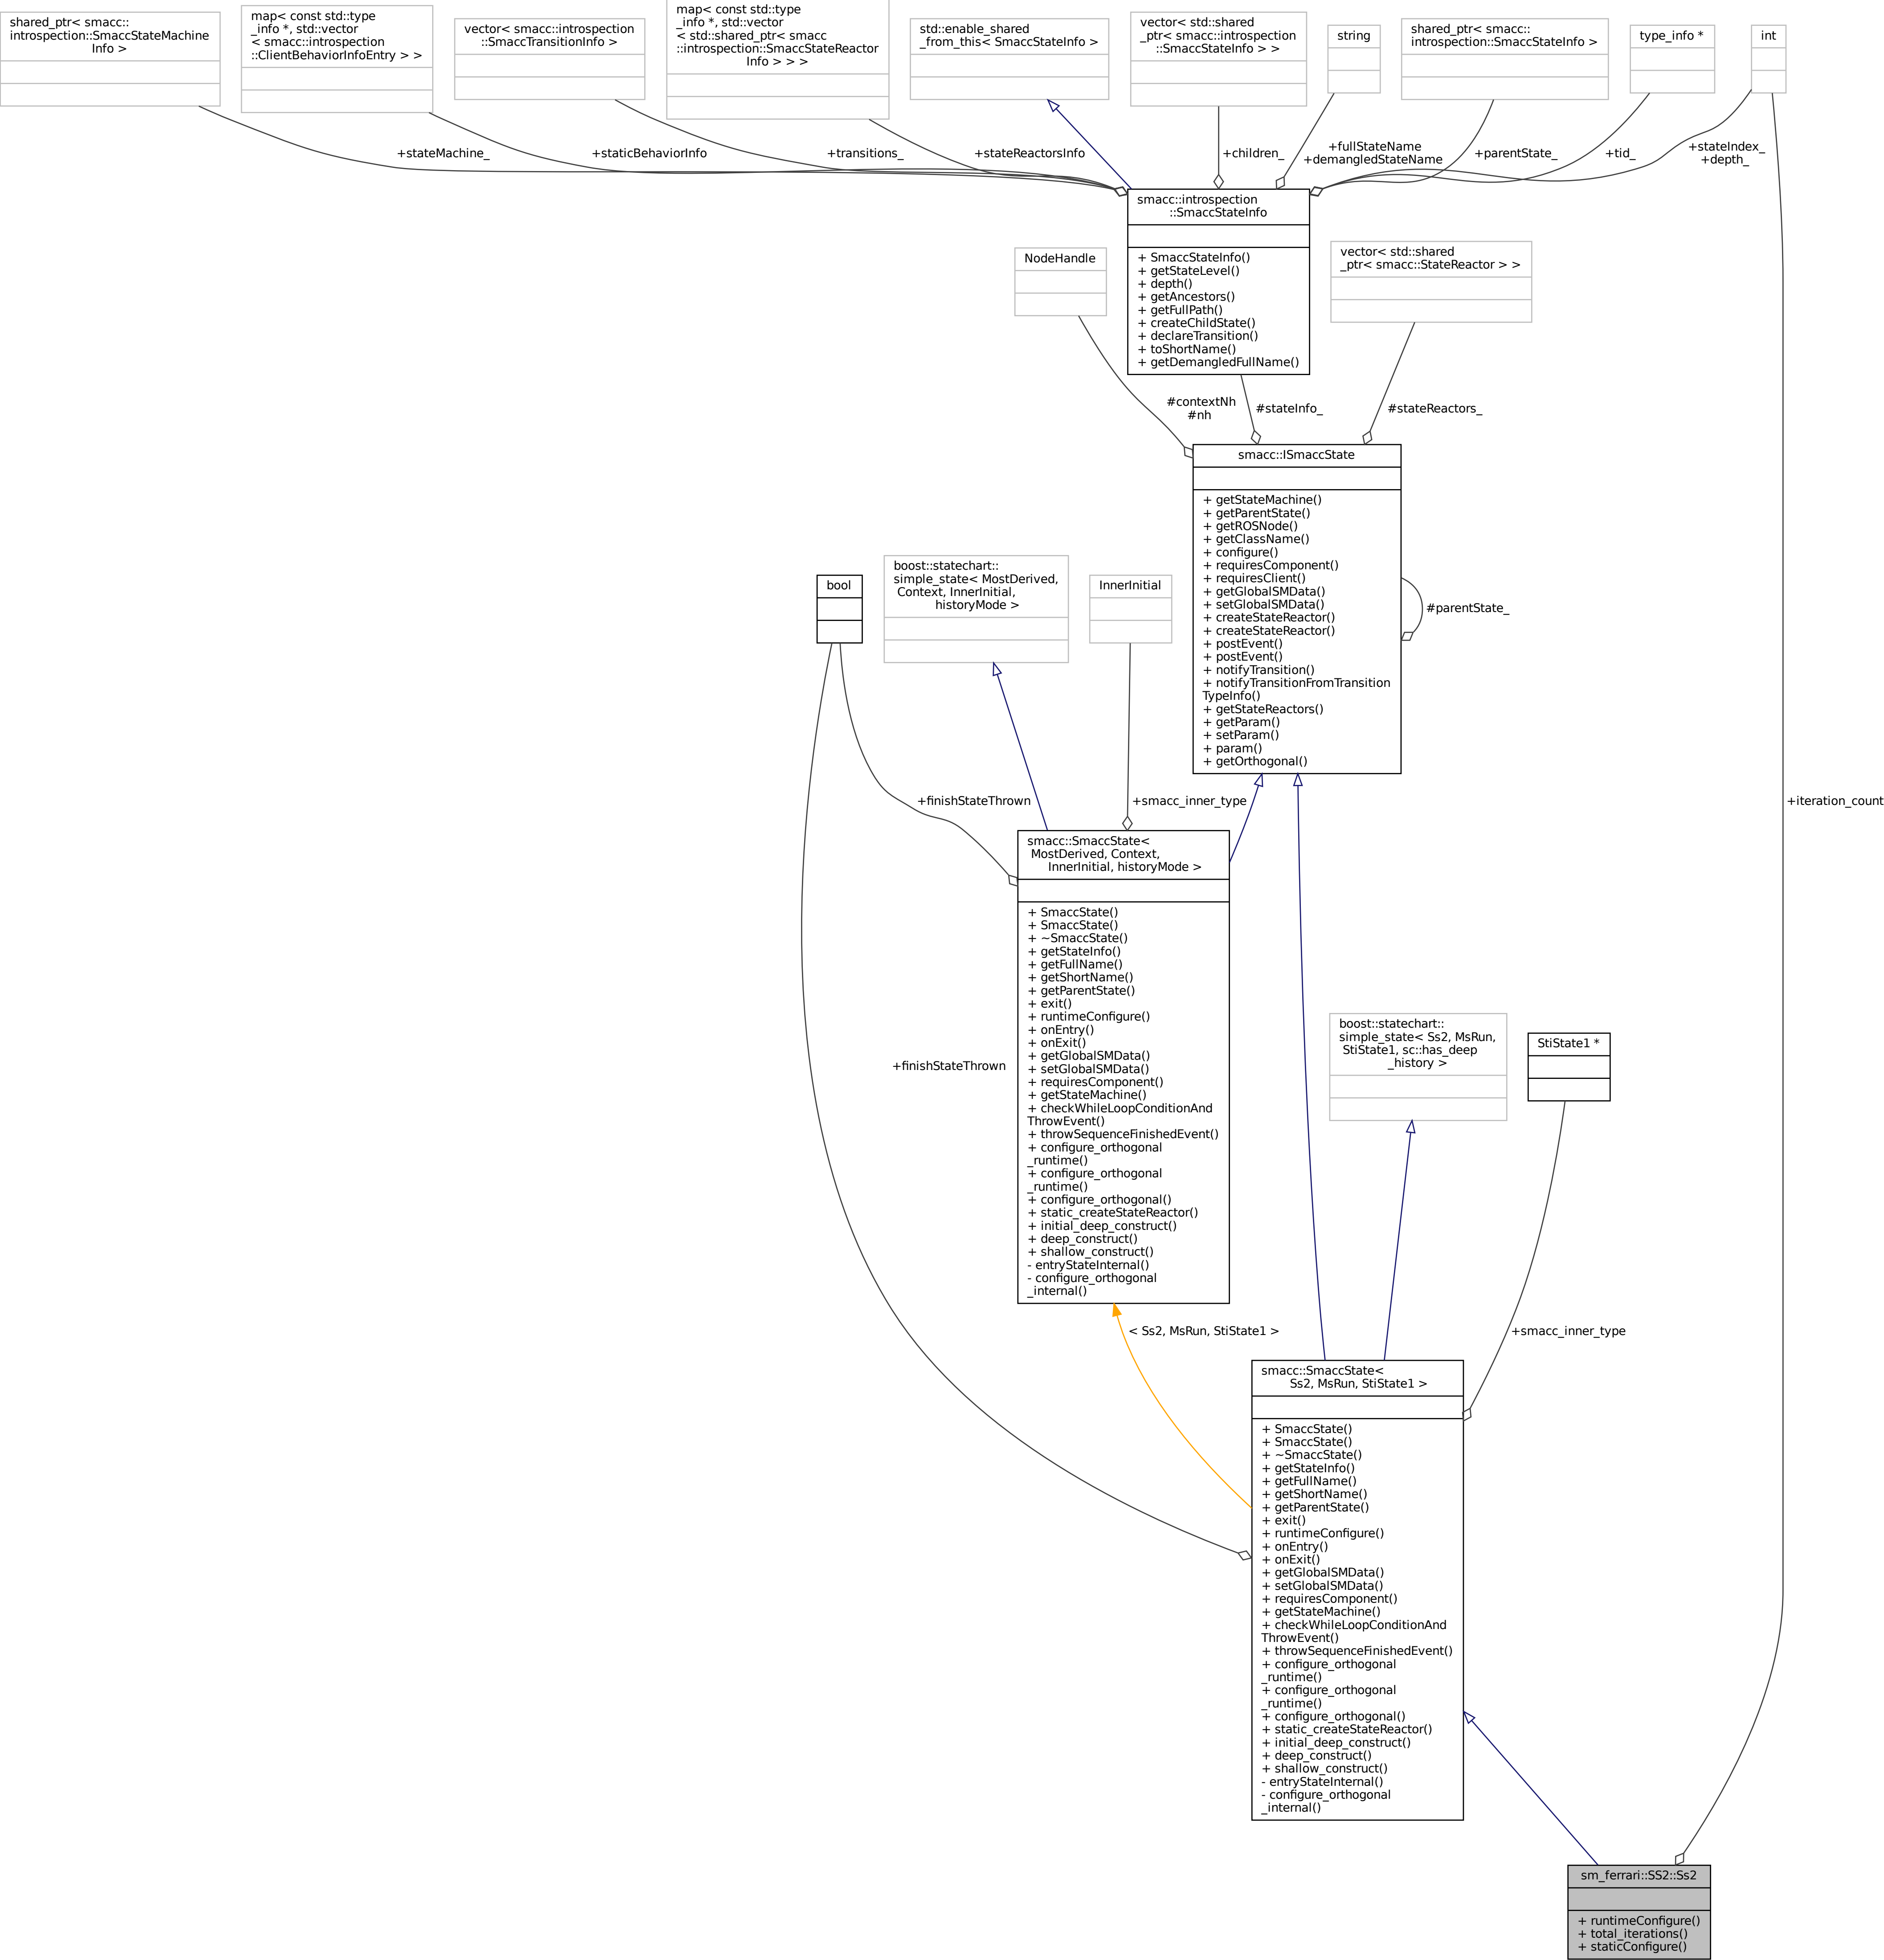 shared_ptr< smacc::
introspection::SmaccStateMachine
Info >
map< const std::type
_info *, std::vector
< smacc::introspection
::ClientBehaviorInfoEntry > >
vector< smacc::introspection
::SmaccTransitionInfo >
map< const std::type
_info *, std::vector
< std::shared_ptr< smacc
::introspection::SmaccStateReactor
Info > > >
std::enable_shared
_from_this< SmaccStateInfo >
vector< std::shared
_ptr< smacc::introspection
::SmaccStateInfo > >
string
shared_ptr< smacc::
introspection::SmaccStateInfo >
type_info *
int
+stateMachine_
+staticBehaviorInfo
+transitions_
+stateReactorsInfo
+children_
+fullStateName
+demangledStateName
+parentState_
+tid_
+stateIndex_
+depth_
smacc::introspection
::SmaccStateInfo
+ SmaccStateInfo()
+ getStateLevel()
+ depth()
+ getAncestors()
+ getFullPath()
+ createChildState()
+ declareTransition()
+ toShortName()
+ getDemangledFullName()
NodeHandle
vector< std::shared
_ptr< smacc::StateReactor > >
#contextNh
#nh
#stateInfo_
#stateReactors_
smacc::ISmaccState
+ getStateMachine()
+ getParentState()
+ getROSNode()
+ getClassName()
+ configure()
+ requiresComponent()
+ requiresClient()
+ getGlobalSMData()
+ setGlobalSMData()
+ createStateReactor()
+ createStateReactor()
+ postEvent()
+ postEvent()
+ notifyTransition()
+ notifyTransitionFromTransition
TypeInfo()
+ getStateReactors()
+ getParam()
+ setParam()
+ param()
+ getOrthogonal()
#parentState_
bool
boost::statechart::
simple_state< MostDerived,
Context, InnerInitial,
historyMode >
InnerInitial
+finishStateThrown
+smacc_inner_type
+iteration_count
smacc::SmaccState<
MostDerived, Context,
InnerInitial, historyMode >
+ SmaccState()
+ SmaccState()
+ ~SmaccState()
+ getStateInfo()
+ getFullName()
+ getShortName()
+ getParentState()
+ exit()
+ runtimeConfigure()
+ onEntry()
+ onExit()
+ getGlobalSMData()
+ setGlobalSMData()
+ requiresComponent()
+ getStateMachine()
+ checkWhileLoopConditionAnd
ThrowEvent()
+ throwSequenceFinishedEvent()
+ configure_orthogonal
_runtime()
+ configure_orthogonal
_runtime()
+ configure_orthogonal()
+ static_createStateReactor()
+ initial_deep_construct()
+ deep_construct()
+ shallow_construct()
- entryStateInternal()
- configure_orthogonal
_internal()
+finishStateThrown
boost::statechart::
simple_state< Ss2, MsRun,
StiState1, sc::has_deep
_history >
StiState1 *
< Ss2, MsRun, StiState1 >
+smacc_inner_type
smacc::SmaccState<
Ss2, MsRun, StiState1 >
+ SmaccState()
+ SmaccState()
+ ~SmaccState()
+ getStateInfo()
+ getFullName()
+ getShortName()
+ getParentState()
+ exit()
+ runtimeConfigure()
+ onEntry()
+ onExit()
+ getGlobalSMData()
+ setGlobalSMData()
+ requiresComponent()
+ getStateMachine()
+ checkWhileLoopConditionAnd
ThrowEvent()
+ throwSequenceFinishedEvent()
+ configure_orthogonal
_runtime()
+ configure_orthogonal
_runtime()
+ configure_orthogonal()
+ static_createStateReactor()
+ initial_deep_construct()
+ deep_construct()
+ shallow_construct()
- entryStateInternal()
- configure_orthogonal
_internal()
sm_ferrari::SS2::Ss2
+ runtimeConfigure()
+ total_iterations()
+ staticConfigure()